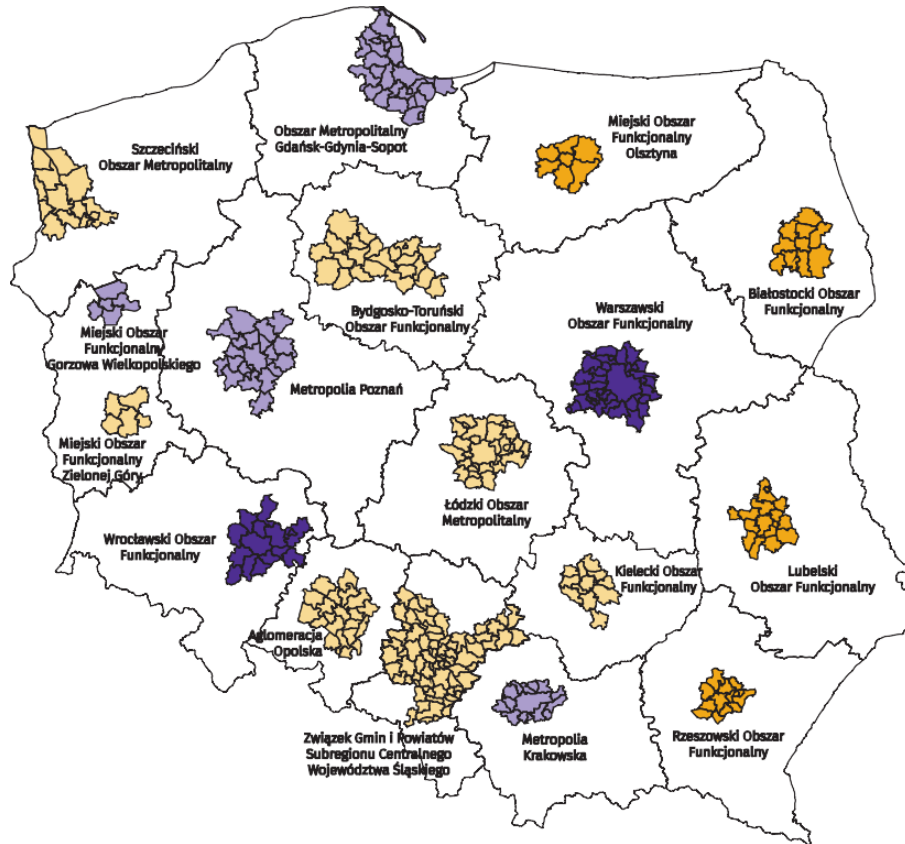 Obszar Metropolitalny
Gdańsk-Gdynia-Sopot
Miejski Obszar
Funkcjonalny
Olsztyna
Szczeciński
Obszar Metropolitalny
Białostocki Obszar
Funkcjonalny
Bydgosko-Toruński
Obszar Funkcjonalny
Warszawski
Obszar Funkcjonalny
Miejski Obszar
Funkcjonalny
Gorzowa Wielkopolskiego
Metropolia Poznań
Miejski Obszar
Funkcjonalny
Zielonej Góry
Łódzki Obszar
Metropolitalny
Wrocławski Obszar
Funkcjonalny
Kielecki Obszar
Funkcjonalny
Lubelski
Obszar Funkcjonalny
Aglomeracja
Opolska
Związek Gmin i Powiatów
Subregionu Centralnego
Województwa Śląskiego
Metropolia
Krakowska
Rzeszowski Obszar
Funkcjonalny